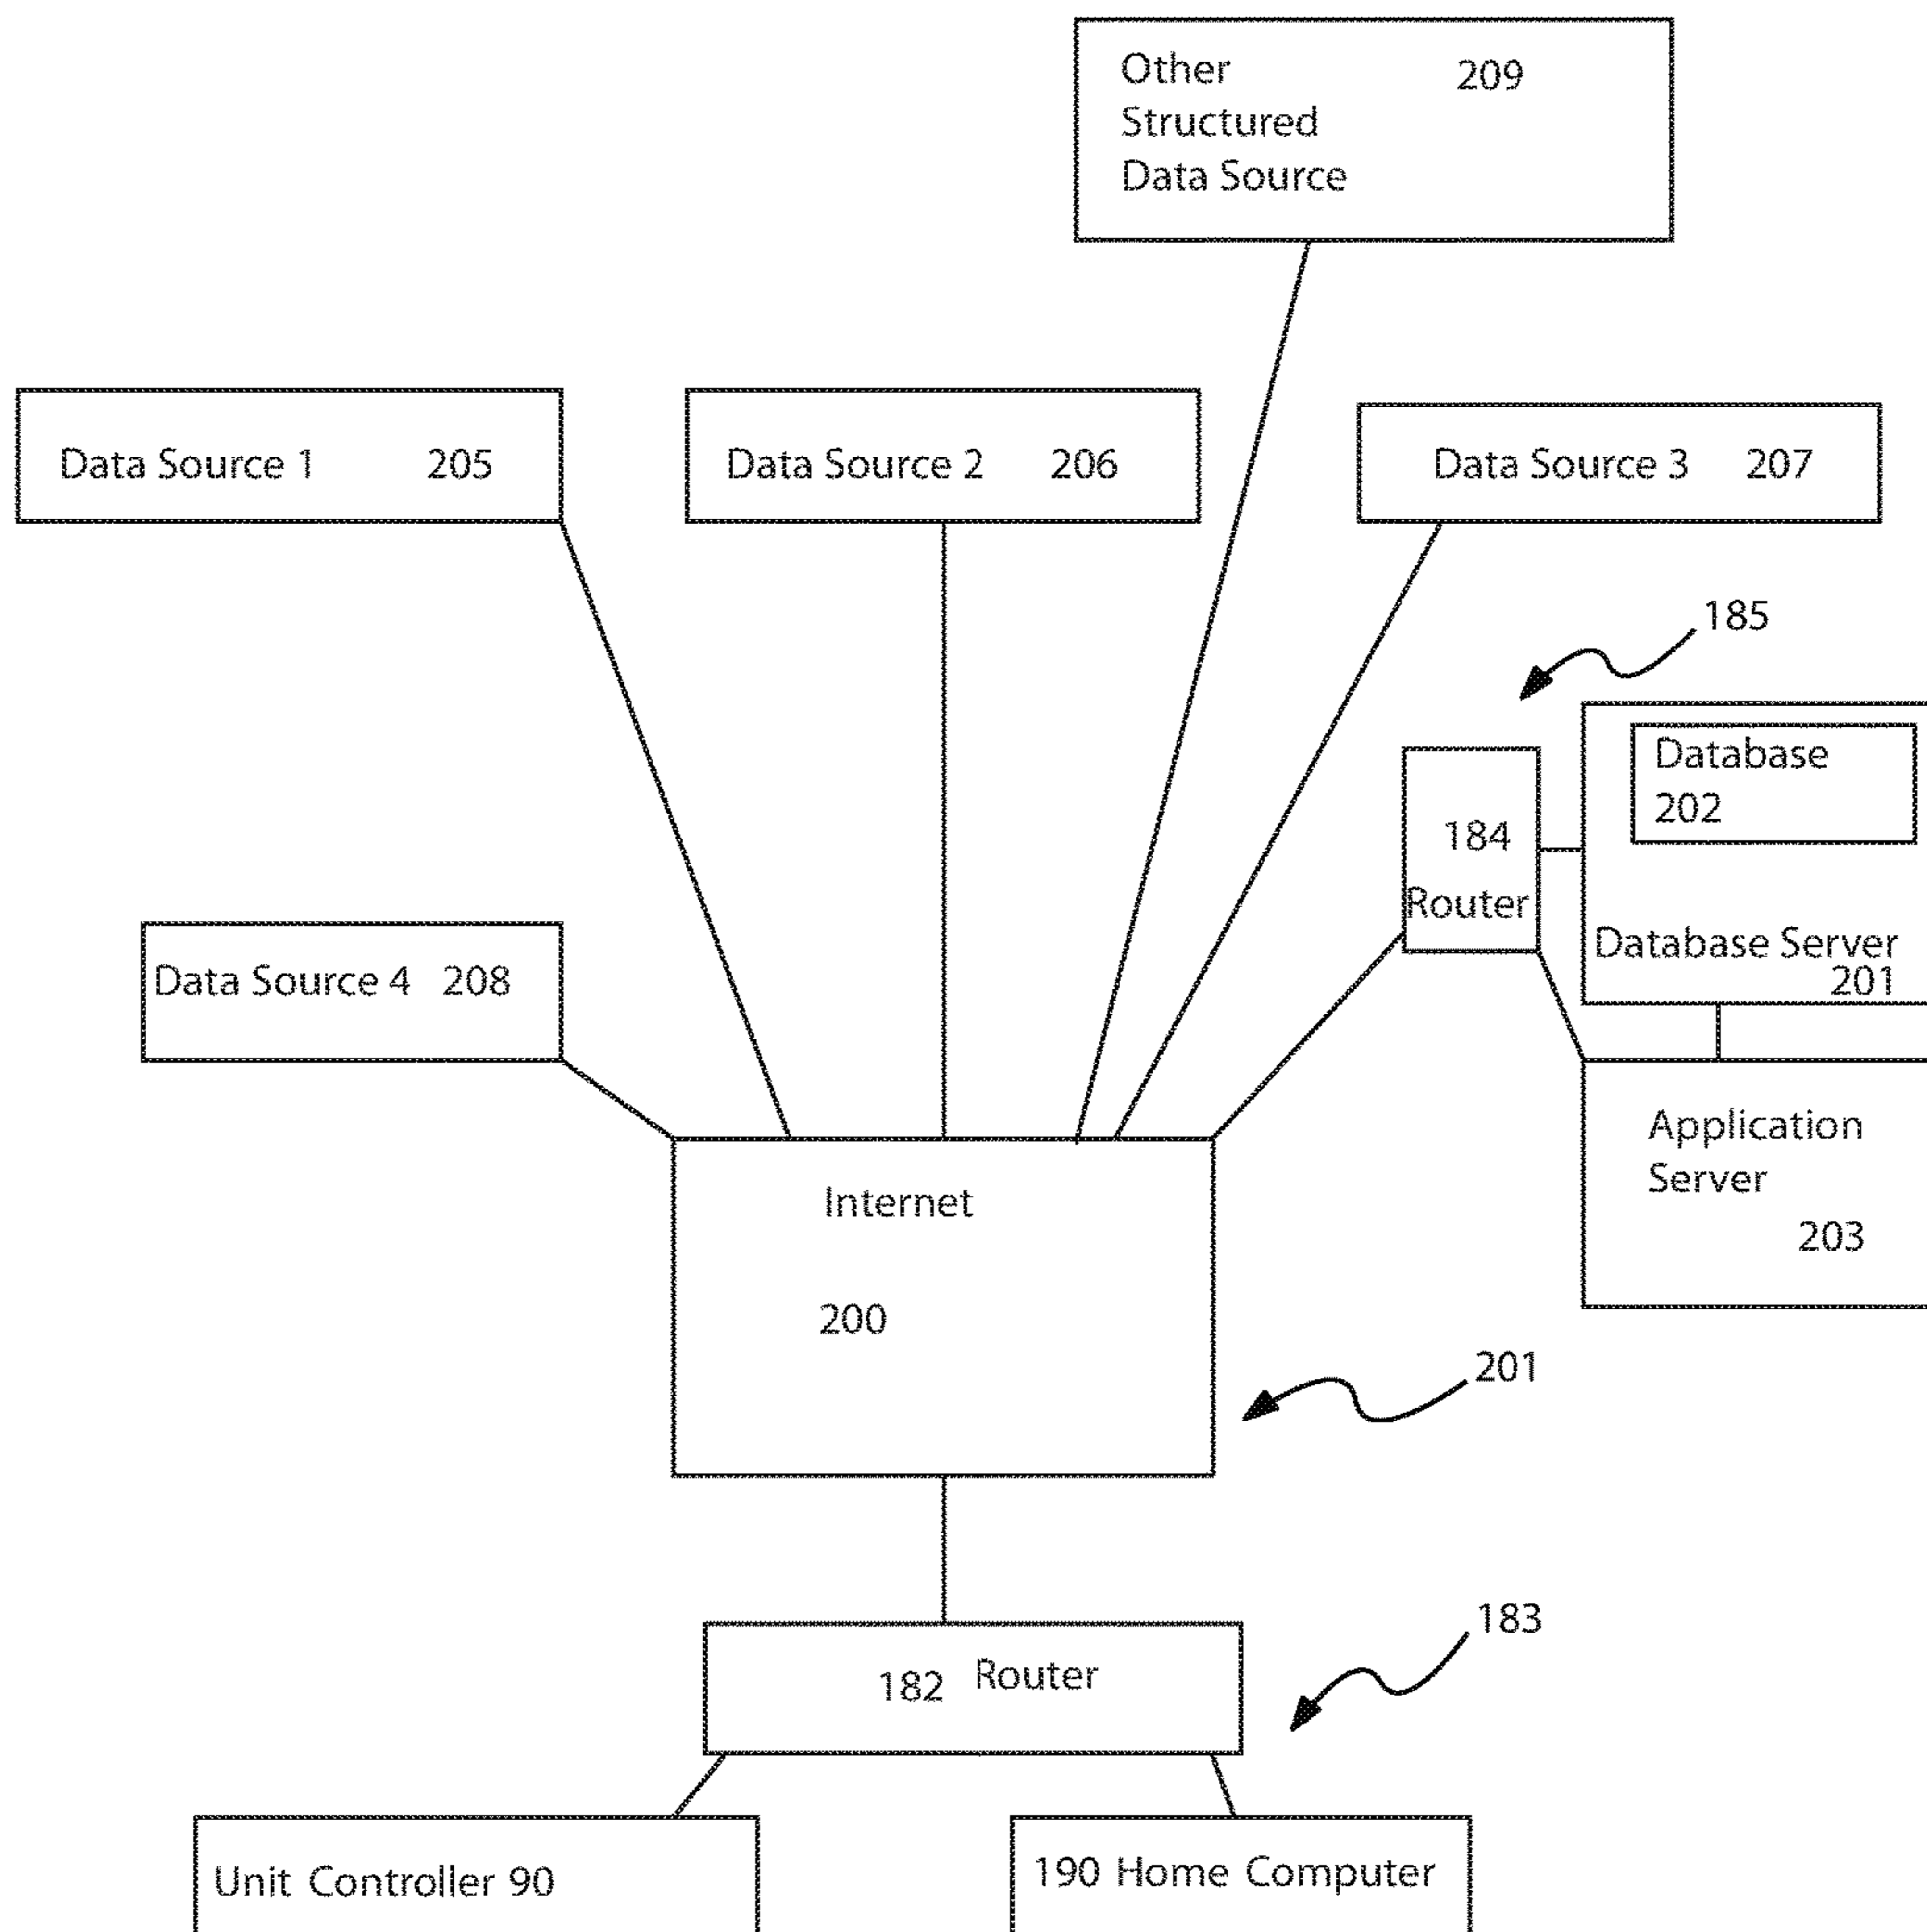 Other 209
Structured
Data Source
Data Source 1 205
Data Source 2 206
Data Source 3 207
185
Database
202
184
Router
Database Server
201
Data Source 4 208
Application
Server
203
Internet
200
201
183
182 Router
Unit Controller 90
190 Home Computer